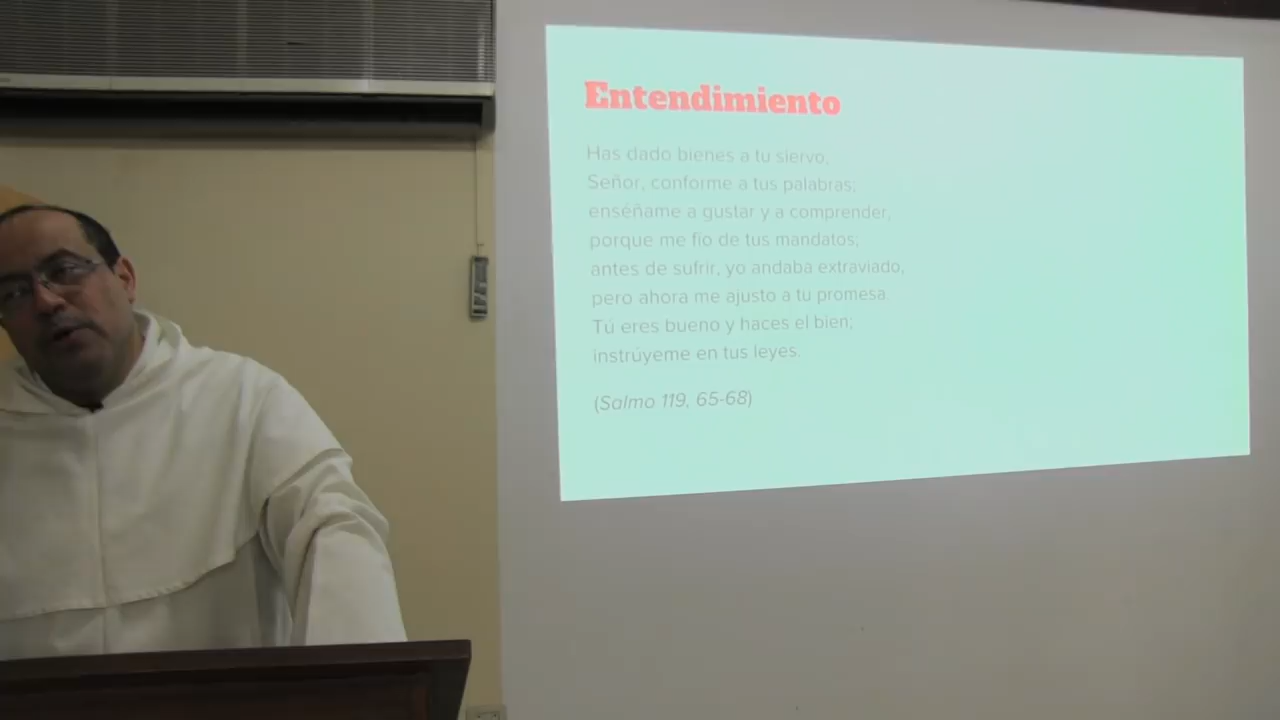 Entendimiento
Has dado bienes a tu siervo,
Señor, conforme a tus palabras;
enséñame a gustar y a comprender,
porque me fío de tus mandatos;
antes de sufrir, yo andaba extraviado,
pero ahora me ajusto a tu promesa.
Tú eres bueno y haces el bien;
instrúyeme en tus leyes.
(Salmo 119, 65-68)